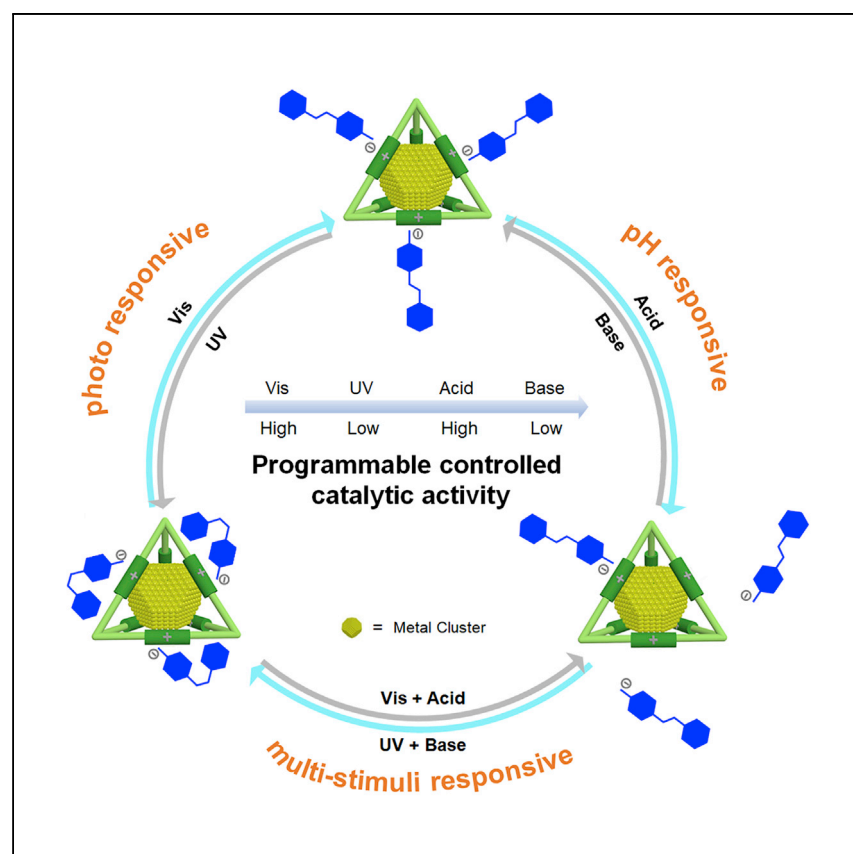 photo responsive
Vis
UV
pH responsive
Acid
Base
Vis UV Acid Base
High Low High Low
Programmable controlled
catalytic activity
= Metal Cluster
Vis + Acid
UV + Base
multi-stimuli responsive
+ + +
⊖ ⊖ ⊖
+ + +
⊖ ⊖ ⊖
+ + +
⊖ ⊖ ⊖